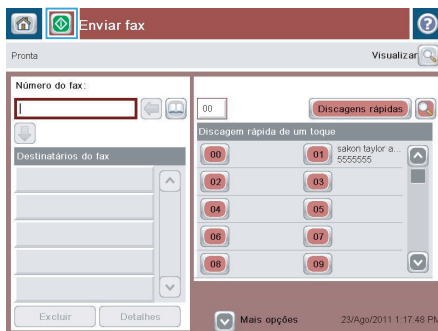 Enviar fax
Pronta
Visualizar
Número do fax:
00
Discagens rápidas
Discagem rápida de um toque
Destinatários do fax
00
01 sakon taylor a...
5555555
02
03
04
05
06
07
08
09
Excluir
Detalhes
Mais opções
23/Ago/2011 1:17:48 PM